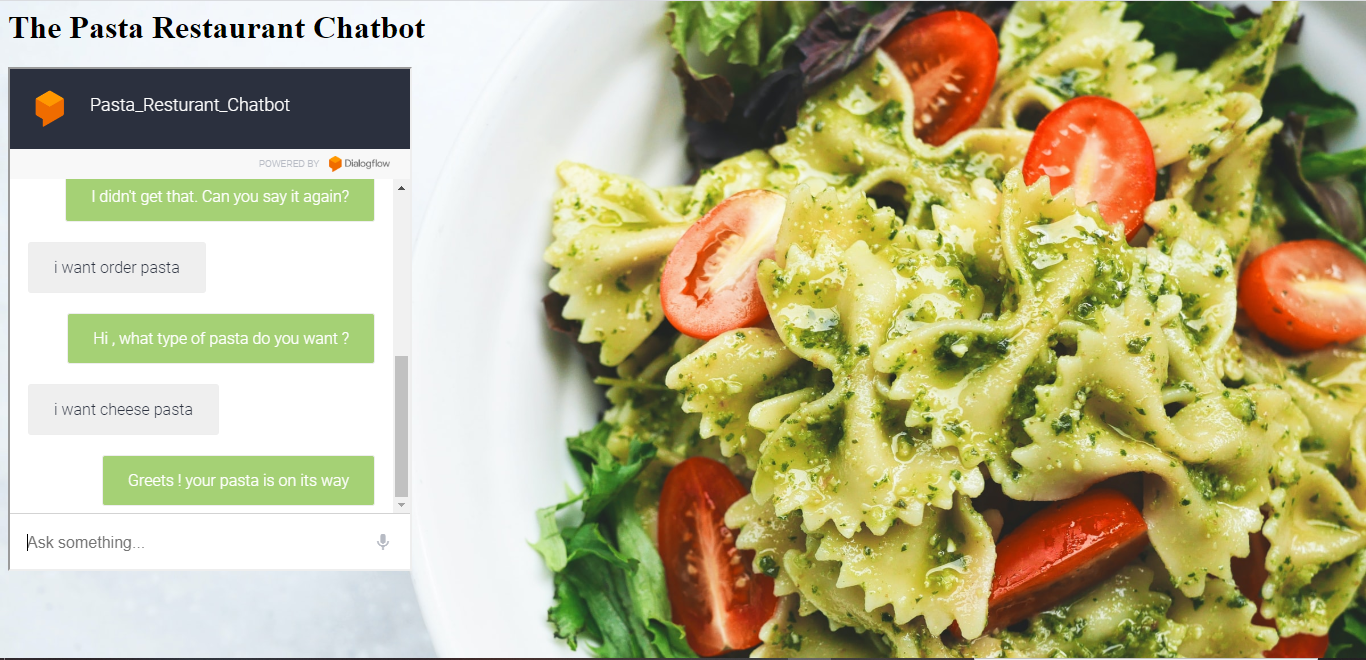 The Pasta Restaurant Chatbot
Pasta_Resturant_Chatbot
POWERED BY Dialogflow
I didn't get that. Can you say it again?
i want order pasta
Hi , what type of pasta do you want ?
i want cheese pasta
Greets ! your pasta is on its way
Ask something...